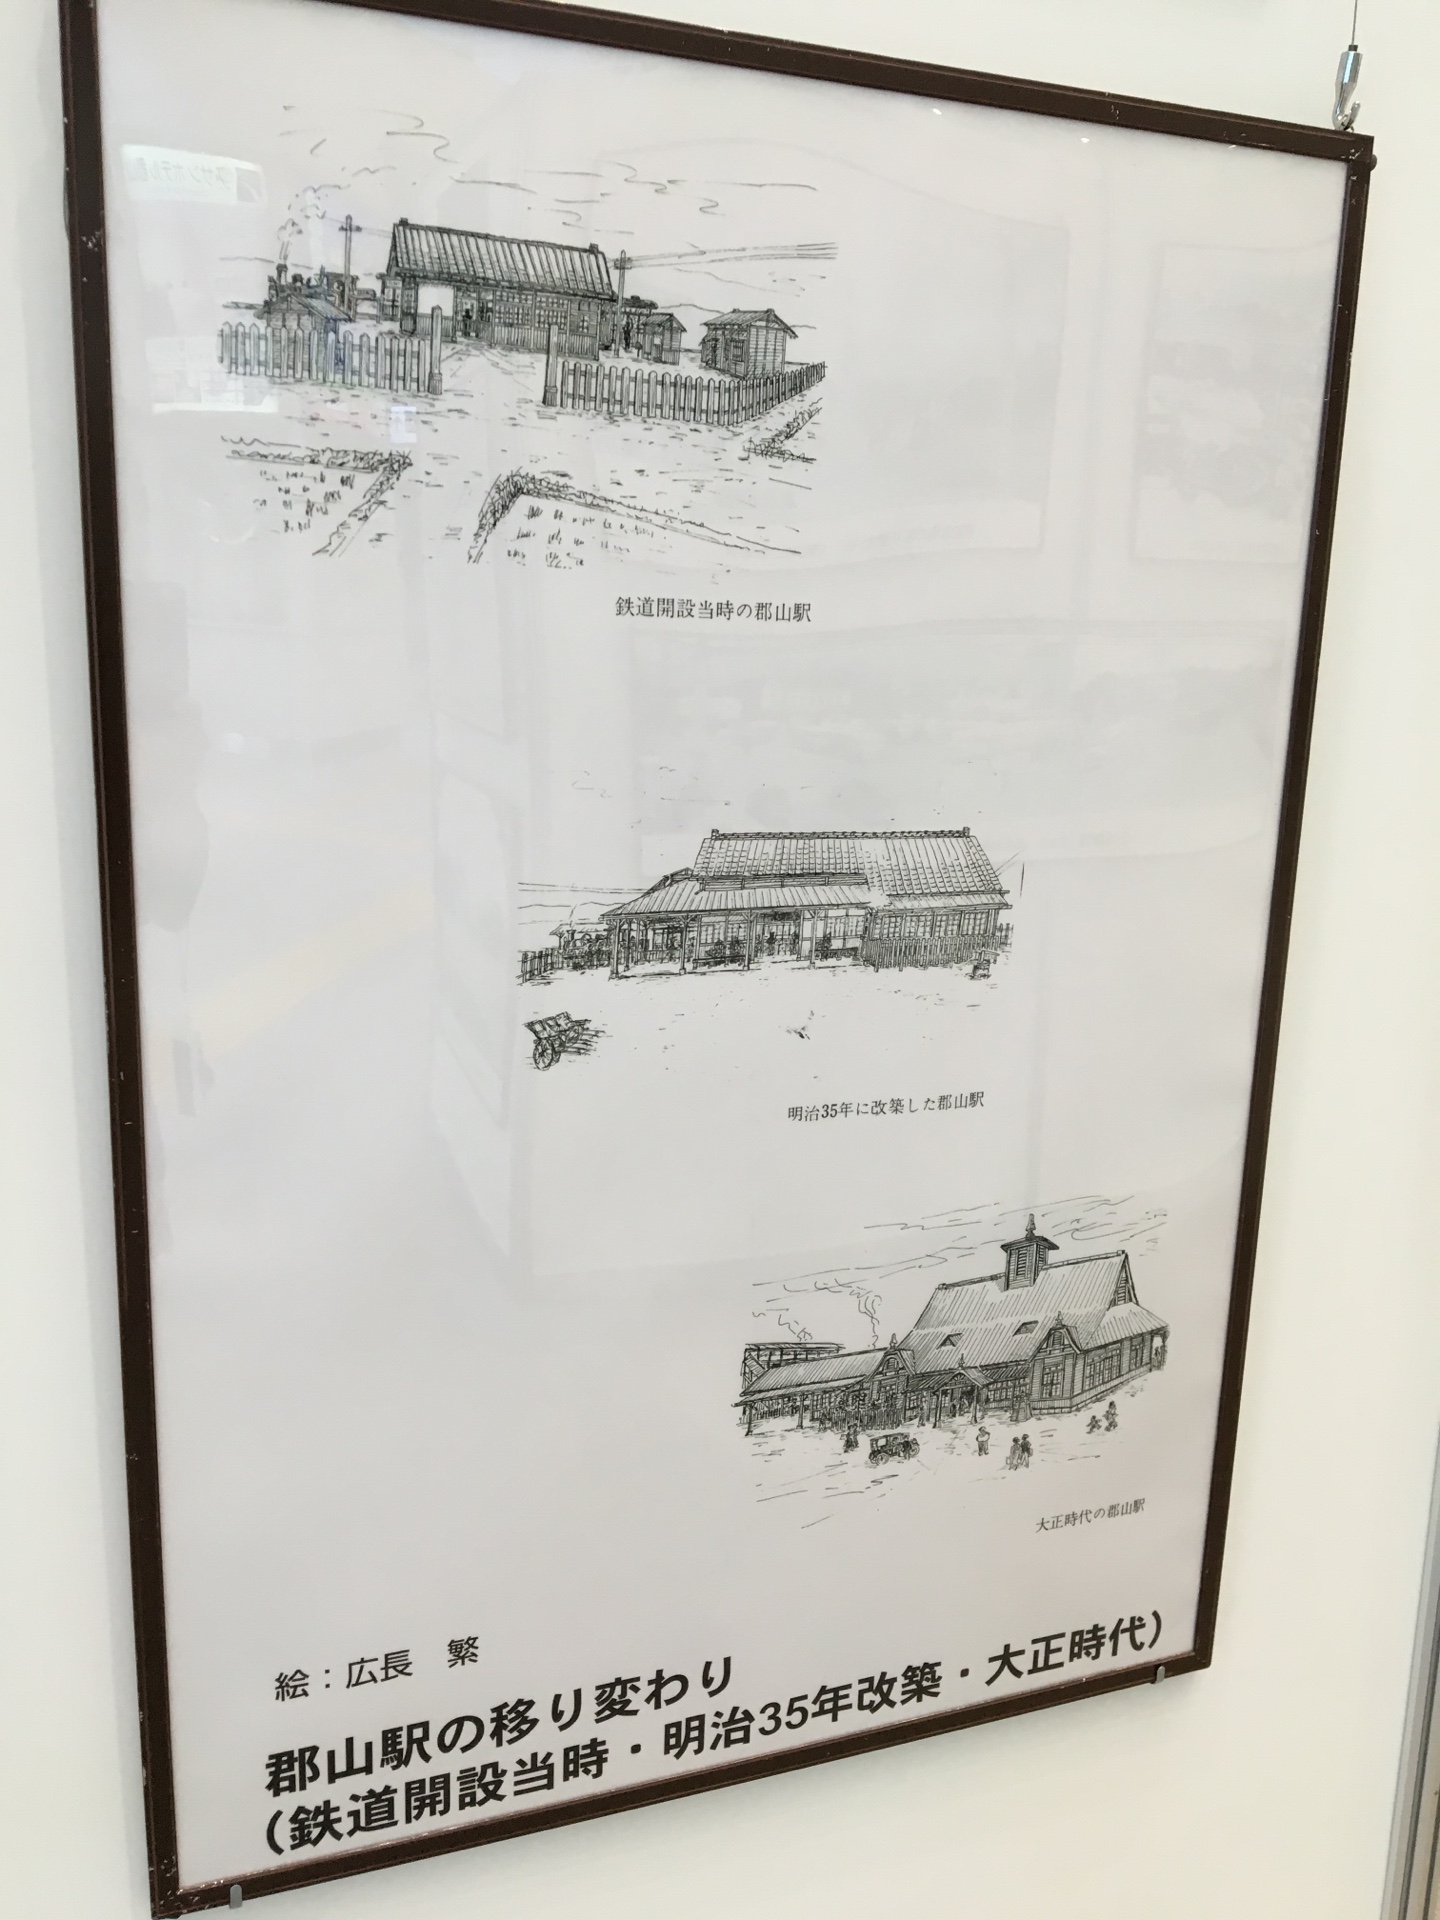 鉄道開設当時の郡山駅
明治35年に改築した郡山駅
大正時代の郡山駅
絵：広長　繁
郡山駅の移り変わり
（鉄道開設当時・明治35年改築・大正時代）